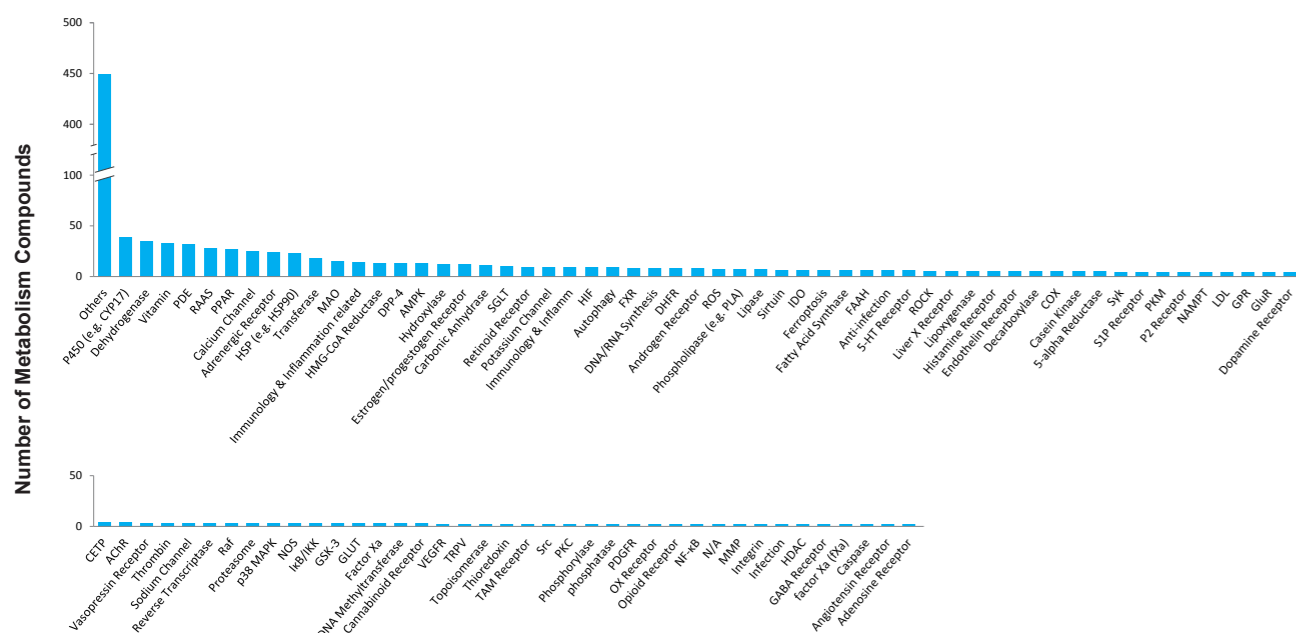 Number of Metabolism Compounds
500
450
400
100
50
0
Others
P450 (e.g. CYP17)
Dehydrogenase
Vitamin
PDE
RAAS
PPAR
Calcium Channel
Adrenergic Receptor
HSP (e.g. HSP90)
Transferase
MAO
Immunology & Inflammation related
HMG-CoA Reductase
DPP-4
AMPK
Hydroxylase
Estrogen/progestogen Receptor
Carbonic Anhydrase
SGLT
Retinoid Receptor
Potassium Channel
Immunology & Inflamm
HIF
Autophagy
FXR
DNA/RNA Synthesis
DHFR
Androgen Receptor
ROS
Phospholipase (e.g. PLA)
Lipase
Sirtuin
IDO
Ferroptosis
Fatty Acid Synthase
FAAH
Anti-infection
5-HT Receptor
ROCK
Liver X Receptor
Lipoxygenase
Histamine Receptor
Endothelin Receptor
Decarboxylase
COX
Casein Kinase
5-alpha Reductase
Syk
S1P Receptor
PKM
P2 Receptor
NAMPT
LDL
GPR
GluR
Dopamine Receptor
50
0
CETP
AChR
Vasopressin Receptor
Thrombin
Sodium Channel
Reverse Transcriptase
Raf
Proteasome
p38 MAPK
NOS
IκB/IKK
GSK-3
GLUT
Factor Xa
DNA Methyltransferase
Cannabinoid Receptor
VEGFR
TRPV
Topoisomerase
Thioredoxin
TAM Receptor
Src
PKC
Phosphorylase
phosphatase
PDGFR
OX Receptor
Opioid Receptor
NF-κB
N/A
MMP
Integrin
Infection
HDAC
GABA Receptor
factor Xa (fXa)
Caspase
Angiotensin Receptor
Adenosine Receptor